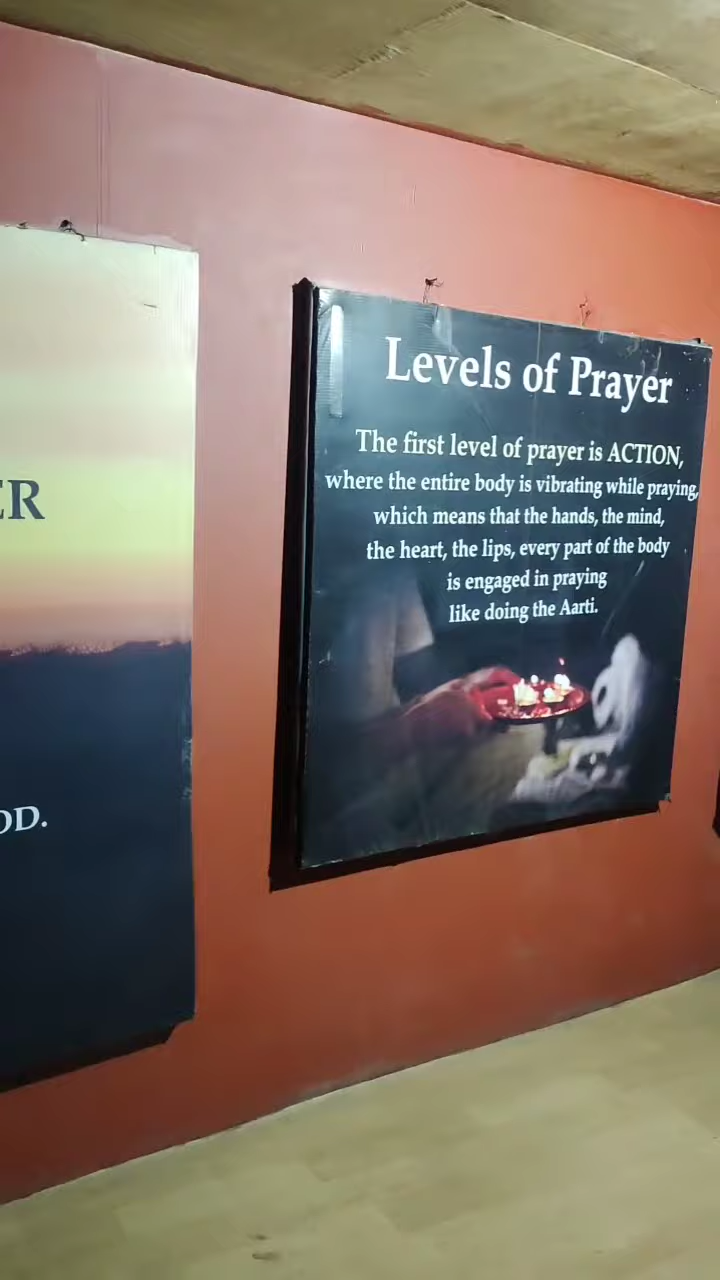 ER
OD.
Levels of Prayer
The first level of prayer is ACTION,
where the entire body is vibrating while praying,
which means that the hands, the mind,
the heart, the lips, every part of the body
is engaged in praying
like doing the Aarti.